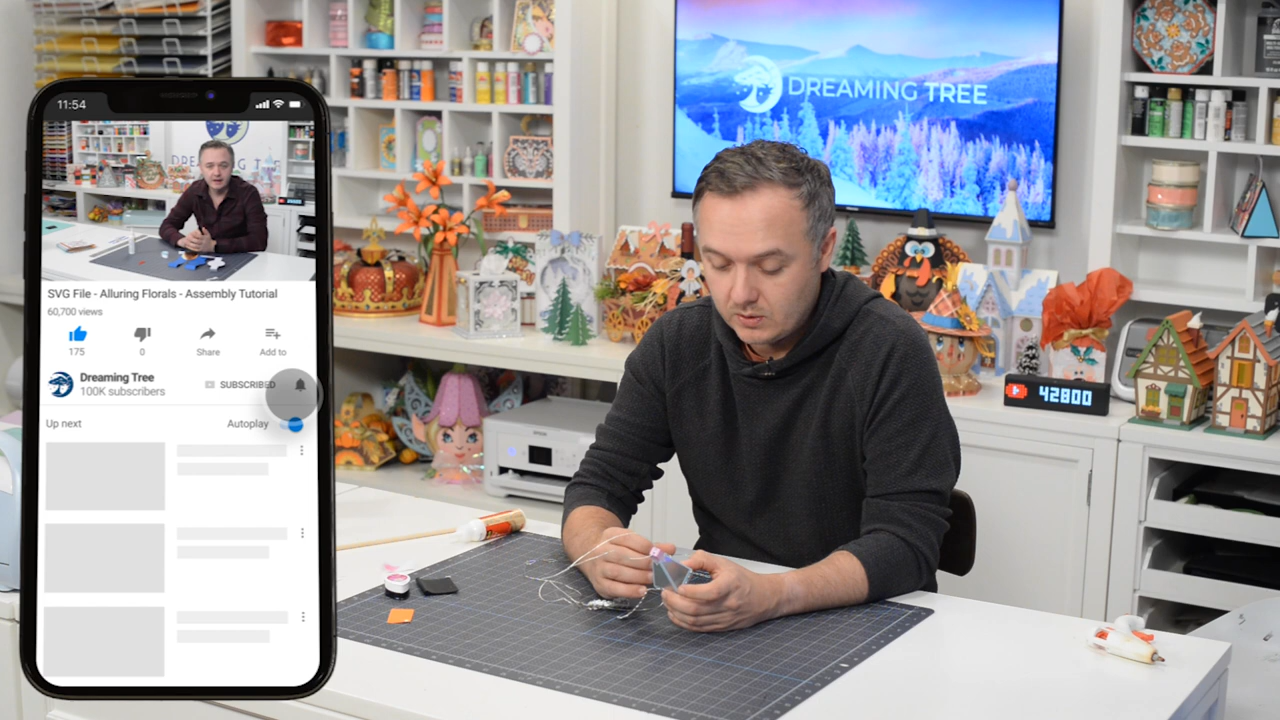 11:54
DREAMING TREE
SVG File - Alluring Florals - Assembly Tutorial
60,700 views
175
0
Share
Add to
Dreaming Tree
100K subscribers
SUBSCRIBED
Up next
Autoplay
DREAMING TREE
42800